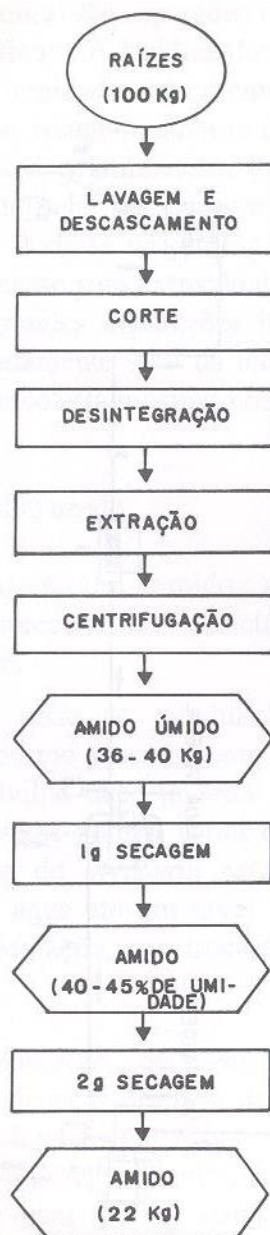 RAÍZES
(100 Kg)
LAVAGEM E
DESCASCAMENTO
CORTE
DESINTEGRAÇÃO
EXTRAÇÃO
CENTRIFUGAÇÃO
AMIDO ÚMIDO
(36 - 40 Kg)
1g SECAGEM
AMIDO
(40-45% DE UMI-
DADE)
2g SECAGEM
AMIDO
(22 Kg)